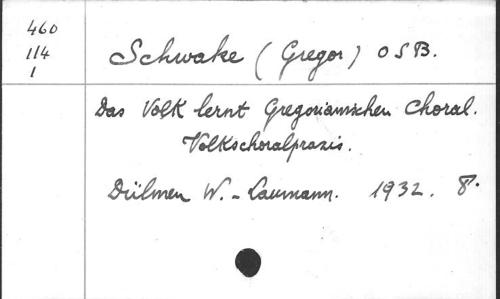 460
114
1
Schwake (Gregor) OSB.
Das Volk lernt Gregorianischen Choral.
Volkschoralpraxis.
Dülmen W. - Laumann. 1932. 8°.